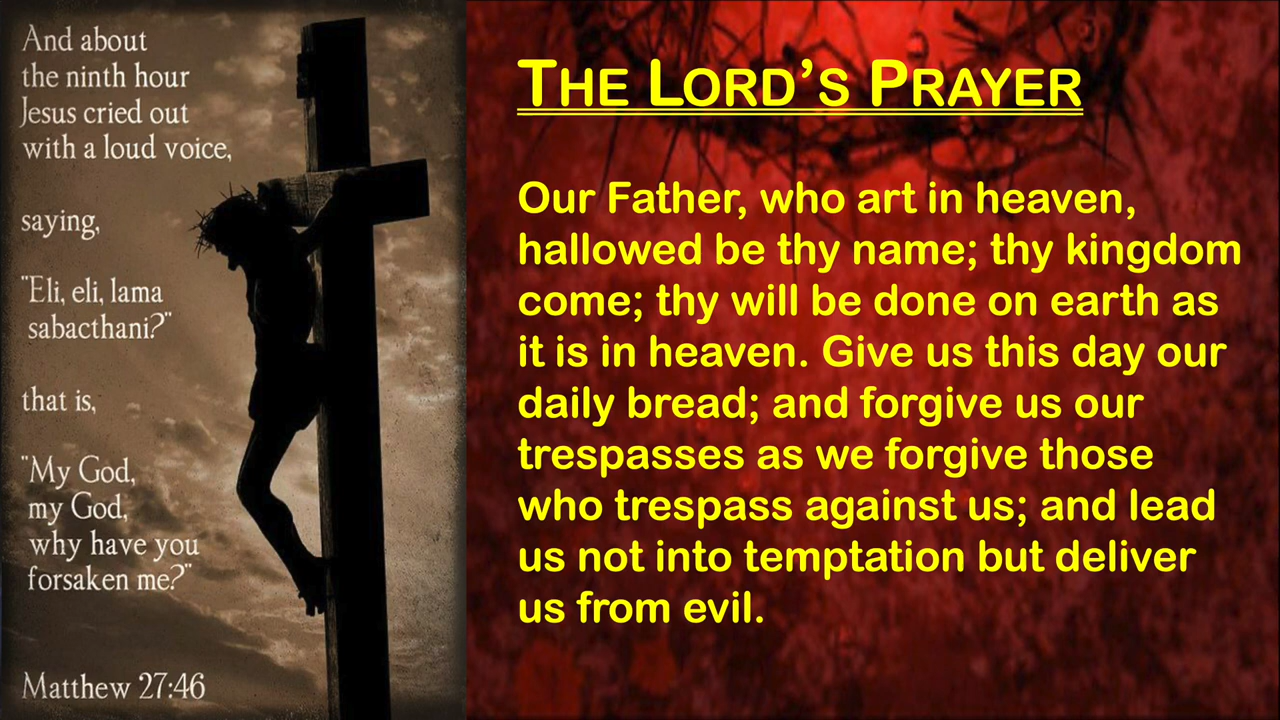 And about
the ninth hour
Jesus cried out
with a loud voice,
saying,
"Eli, eli, lama
sabacthani?"
that is,
"My God,
my God,
why have you
forsaken me?"
Matthew 27:46
THE LORD'S PRAYER
Our Father, who art in heaven,
hallowed be thy name; thy kingdom
come; thy will be done on earth as
it is in heaven. Give us this day our
daily bread; and forgive us our
trespasses as we forgive those
who trespass against us; and lead
us not into temptation but deliver
us from evil.